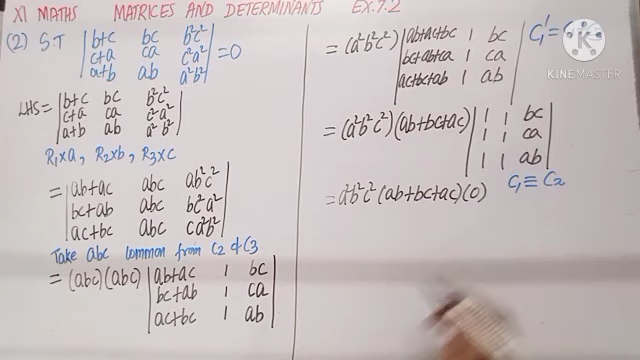 XI MATHS MATRICES AND DETERMINANTS EX.7.2
(2) S.T | b+c bc b²c² |
| c+a ca c²a² | = 0
| a+b ab a²b² |
LHS = | b+c bc b²c² |
| c+a ca c²a² |
| a+b ab a²b² |
R₁×a, R₂×b, R₃×c
= | ab+ac abc ab²c² |
| bc+ab abc bc²a² |
| ac+bc abc ca²b² |
Take abc common from C₂ & C₃
= (abc)(abc) | ab+ac 1 bc |
| bc+ab 1 ca |
| ac+bc 1 ab |
= (a²b²c²) | ab+ac+bc 1 bc | C₁' = C
| bc+ab+ca 1 ca |
| ac+bc+ab 1 ab |
= (a²b²c²)(ab+bc+ac) | 1 1 bc |
| 1 1 ca |
| 1 1 ab |
= a²b²c² (ab+bc+ac)(0) C₁ ≡ C₂
KINEMASTER